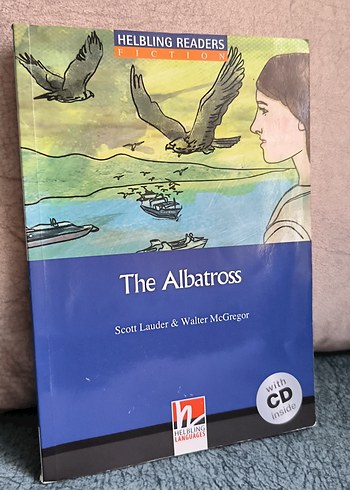 HELBLING READERS
FICTION
The Albatross
Scott Lauder & Walter McGregor
with
CD
inside
h
HELBLING
LANGUAGES